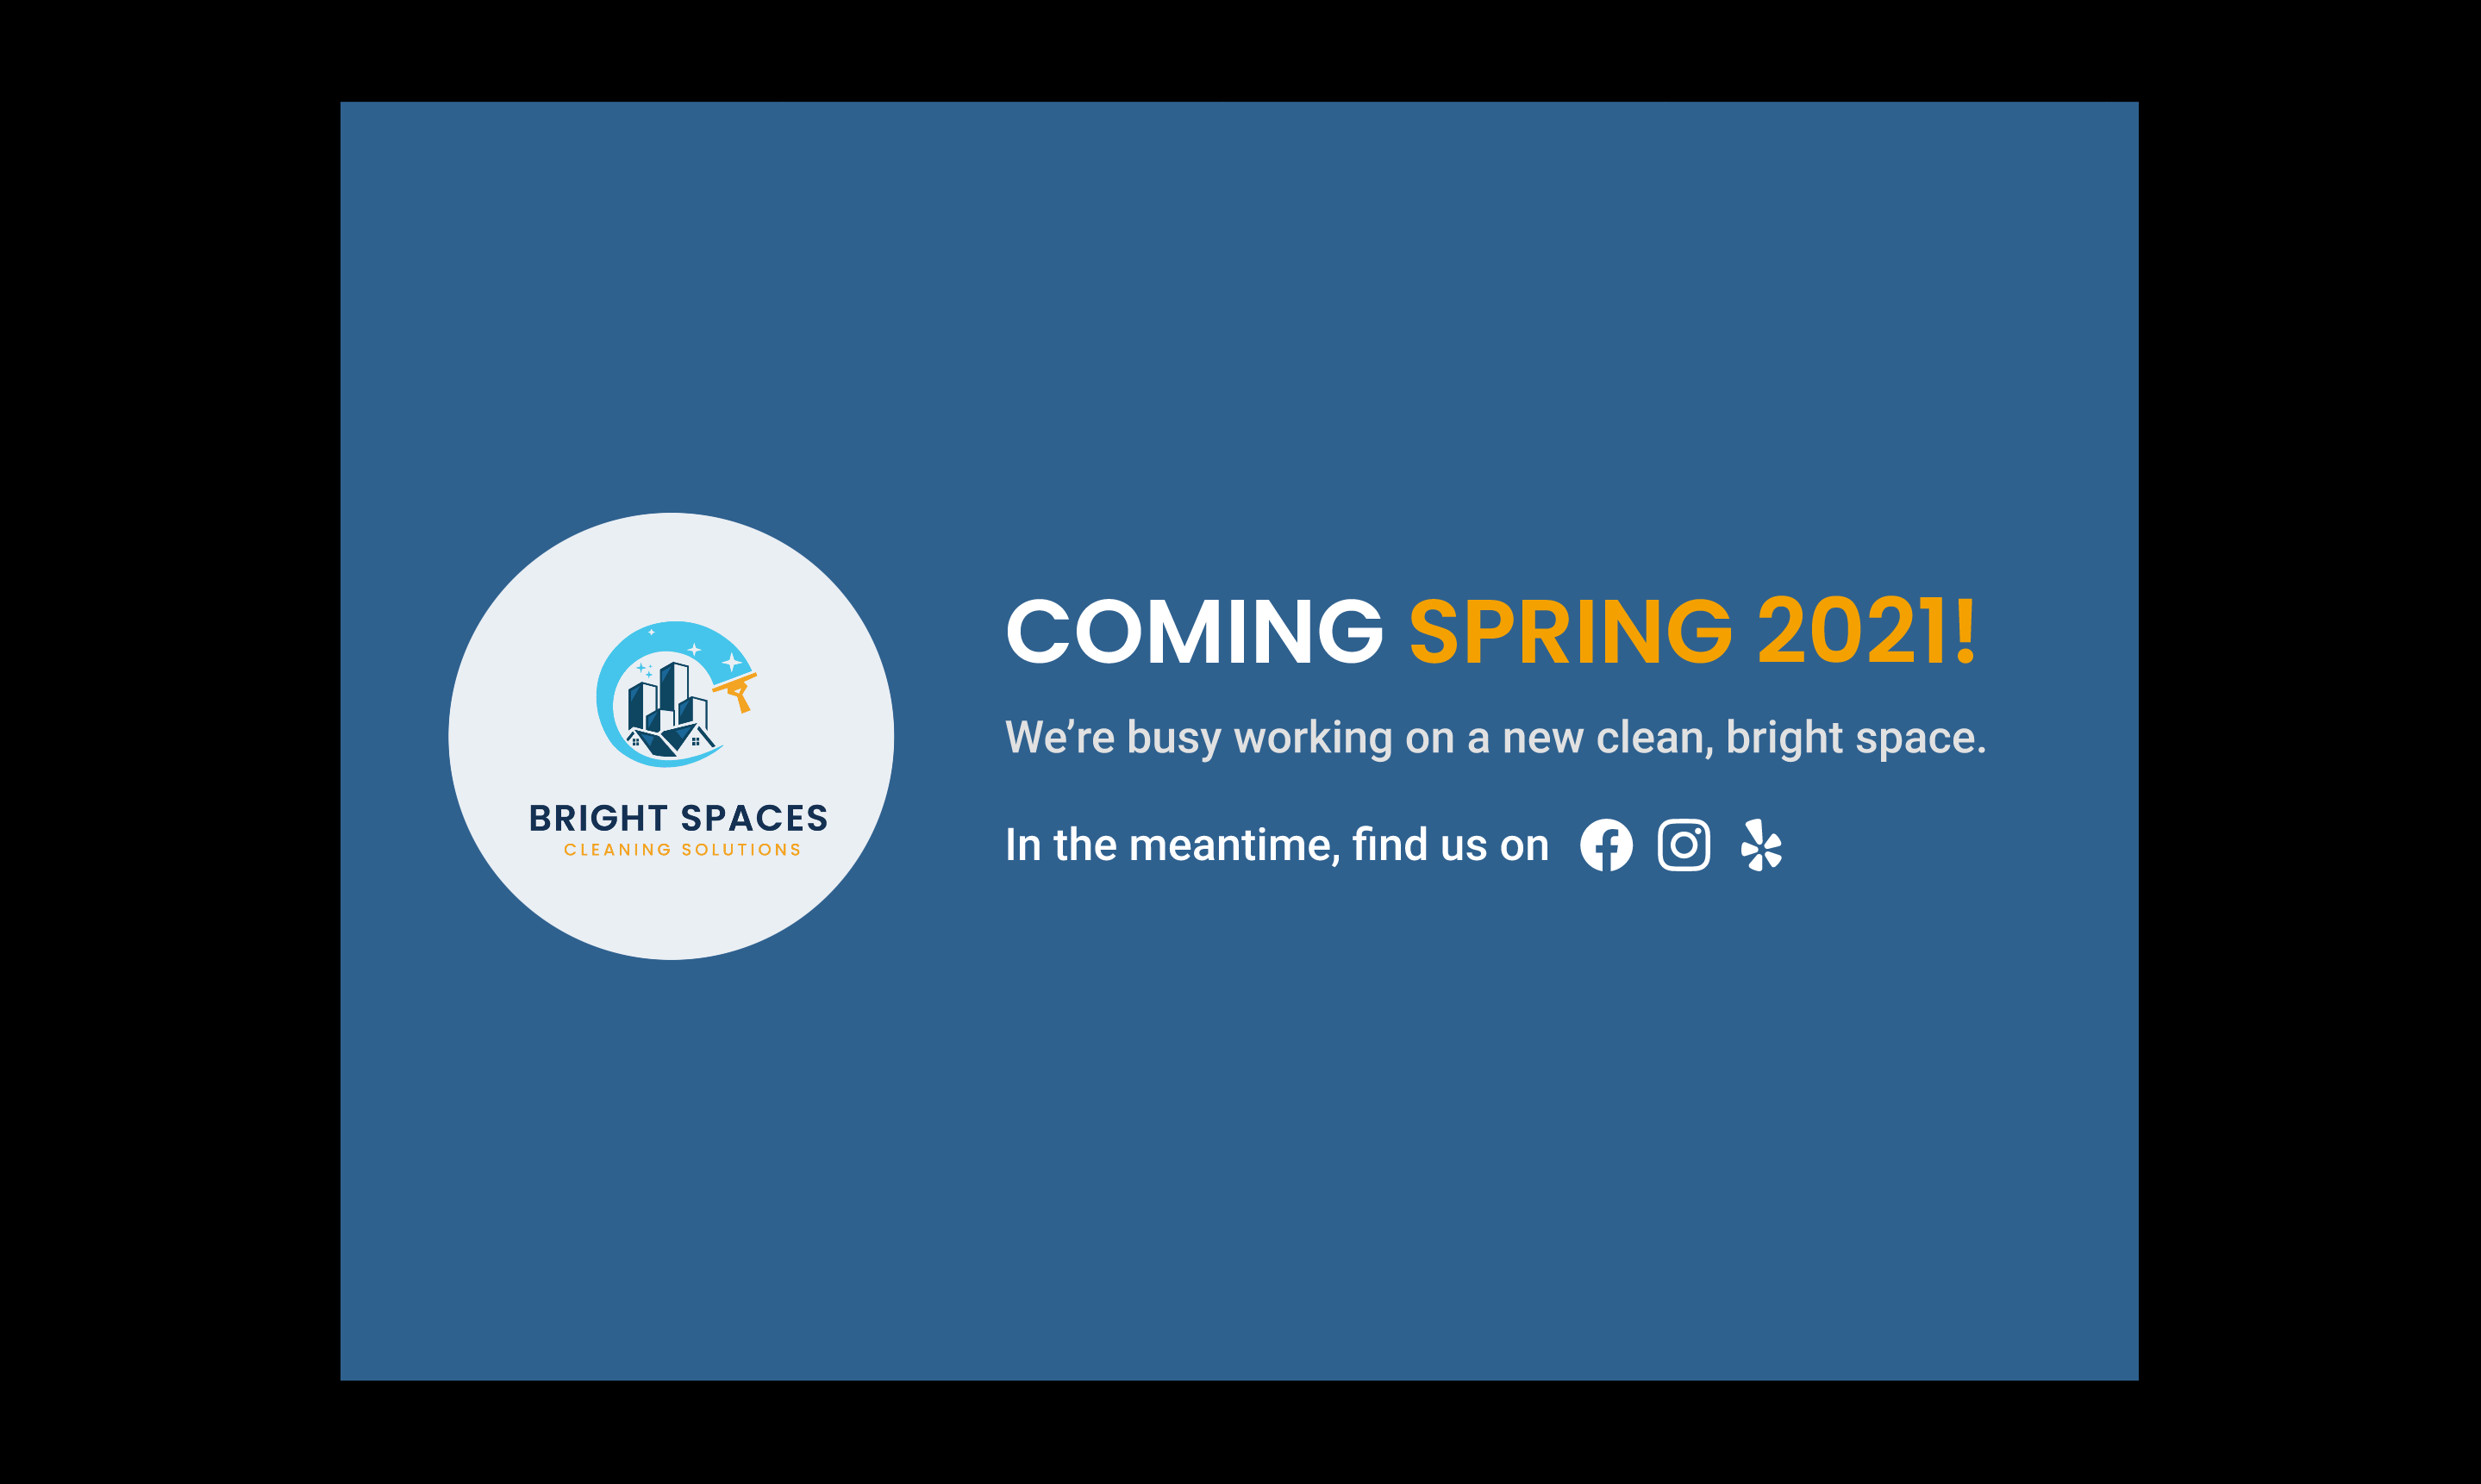 BRIGHT SPACES
CLEANING SOLUTIONS
COMING SPRING 2021!
We’re busy working on a new clean, bright space.
In the meantime, find us on